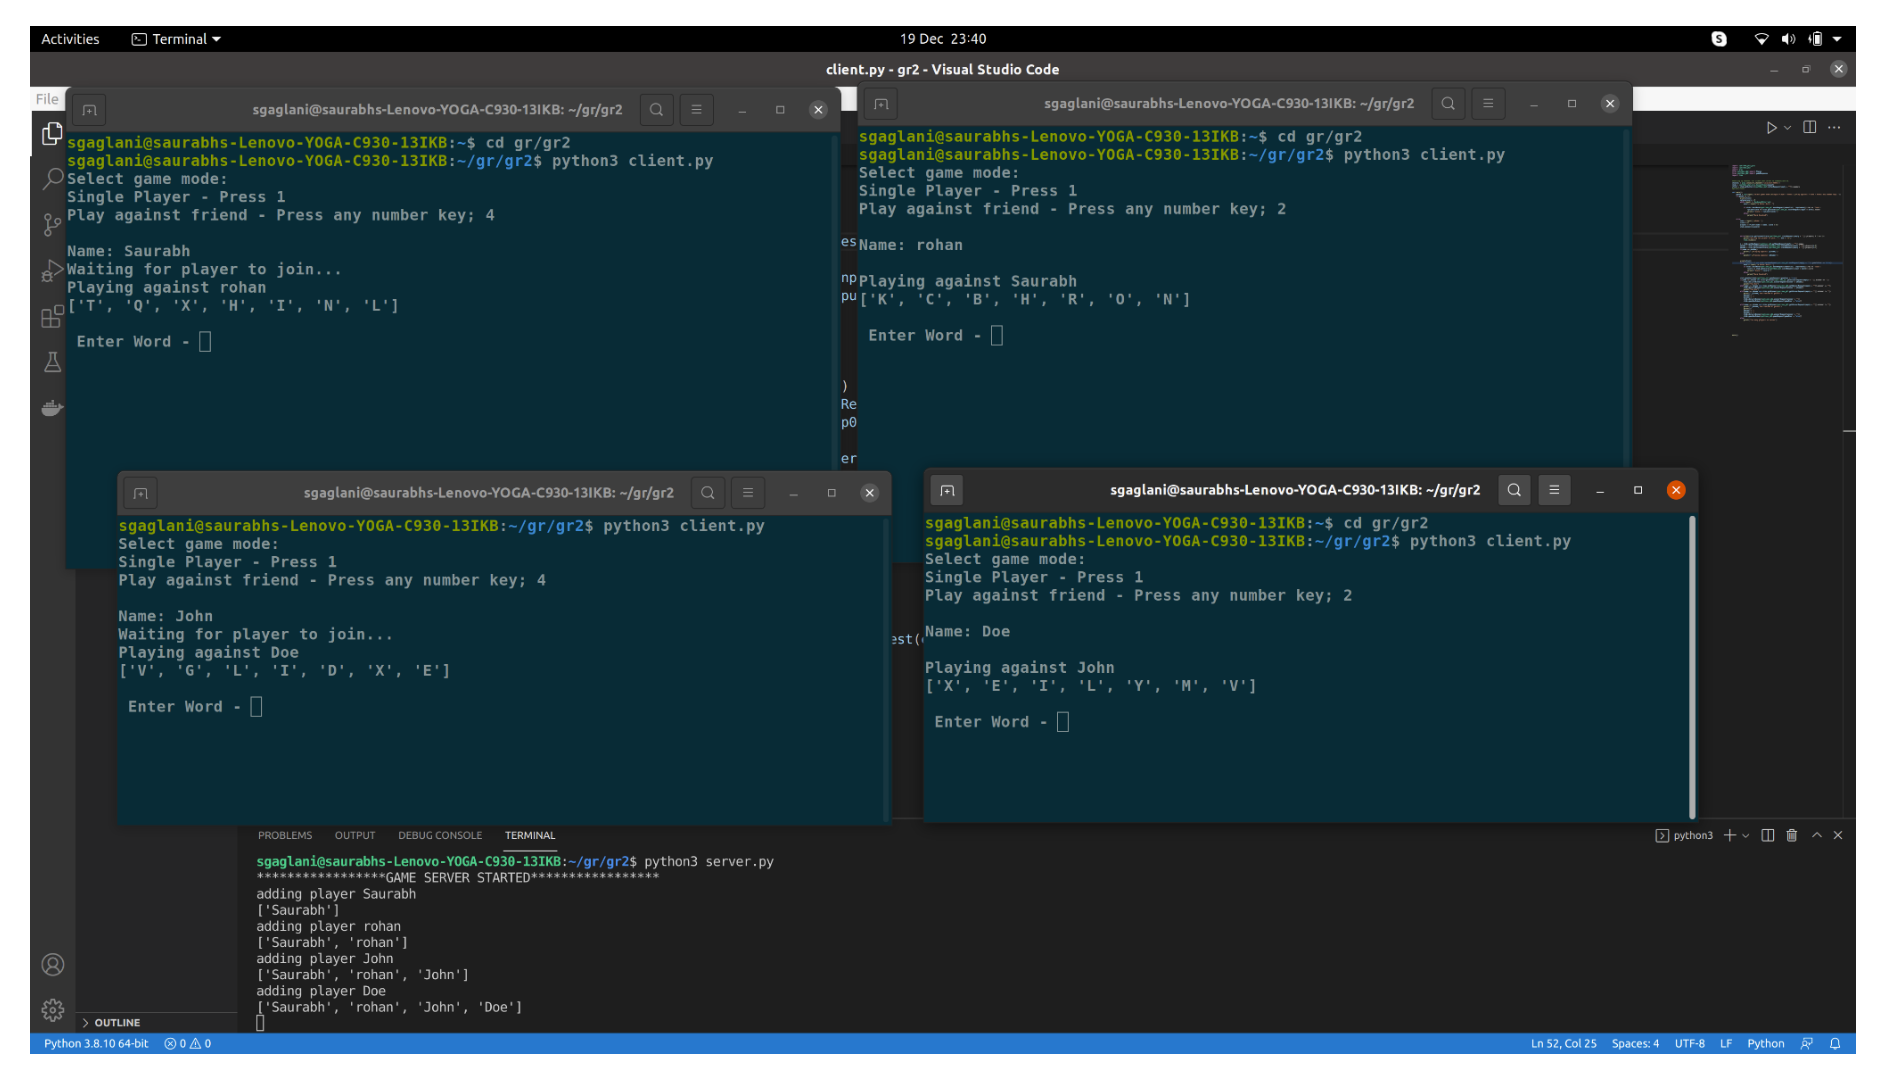 Activities Terminal 19 Dec 23:40
client.py - gr2 - Visual Studio Code
File
sgaglani@saurabhs-Lenovo-YOGA-C930-13IKB: ~/gr/gr2
sgaglani@saurabhs-Lenovo-YOGA-C930-13IKB:~$ cd gr/gr2
sgaglani@saurabhs-Lenovo-YOGA-C930-13IKB:~/gr/gr2$ python3 client.py
Select game mode:
Single Player - Press 1
Play against friend - Press any number key; 4
Name: Saurabh
Waiting for player to join...
Playing against rohan
['T', 'Q', 'X', 'H', 'I', 'N', 'L']
Enter Word -
sgaglani@saurabhs-Lenovo-YOGA-C930-13IKB: ~/gr/gr2
sgaglani@saurabhs-Lenovo-YOGA-C930-13IKB:~$ cd gr/gr2
sgaglani@saurabhs-Lenovo-YOGA-C930-13IKB:~/gr/gr2$ python3 client.py
Select game mode:
Single Player - Press 1
Play against friend - Press any number key; 2
Name: rohan
Playing against Saurabh
['K', 'C', 'B', 'H', 'R', 'O', 'N']
Enter Word -
es
np
pu
)
Re
p0
er
est(
sgaglani@saurabhs-Lenovo-YOGA-C930-13IKB: ~/gr/gr2
sgaglani@saurabhs-Lenovo-YOGA-C930-13IKB:~/gr/gr2$ python3 client.py
Select game mode:
Single Player - Press 1
Play against friend - Press any number key; 4
Name: John
Waiting for player to join...
Playing against Doe
['V', 'G', 'L', 'I', 'D', 'X', 'E']
Enter Word -
sgaglani@saurabhs-Lenovo-YOGA-C930-13IKB: ~/gr/gr2
sgaglani@saurabhs-Lenovo-YOGA-C930-13IKB:~$ cd gr/gr2
sgaglani@saurabhs-Lenovo-YOGA-C930-13IKB:~/gr/gr2$ python3 client.py
Select game mode:
Single Player - Press 1
Play against friend - Press any number key; 2
Name: Doe
Playing against John
['X', 'E', 'I', 'L', 'Y', 'M', 'V']
Enter Word -
PROBLEMS OUTPUT DEBUG CONSOLE TERMINAL python3
sgaglani@saurabhs-Lenovo-YOGA-C930-13IKB:~/gr/gr2$ python3 server.py
*****************GAME SERVER STARTED*****************
adding player Saurabh
['Saurabh']
adding player rohan
['Saurabh', 'rohan']
adding player John
['Saurabh', 'rohan', 'John']
adding player Doe
['Saurabh', 'rohan', 'John', 'Doe']
> OUTLINE
Python 3.8.10 64-bit 0 0 Ln 52, Col 25 Spaces: 4 UTF-8 LF Python